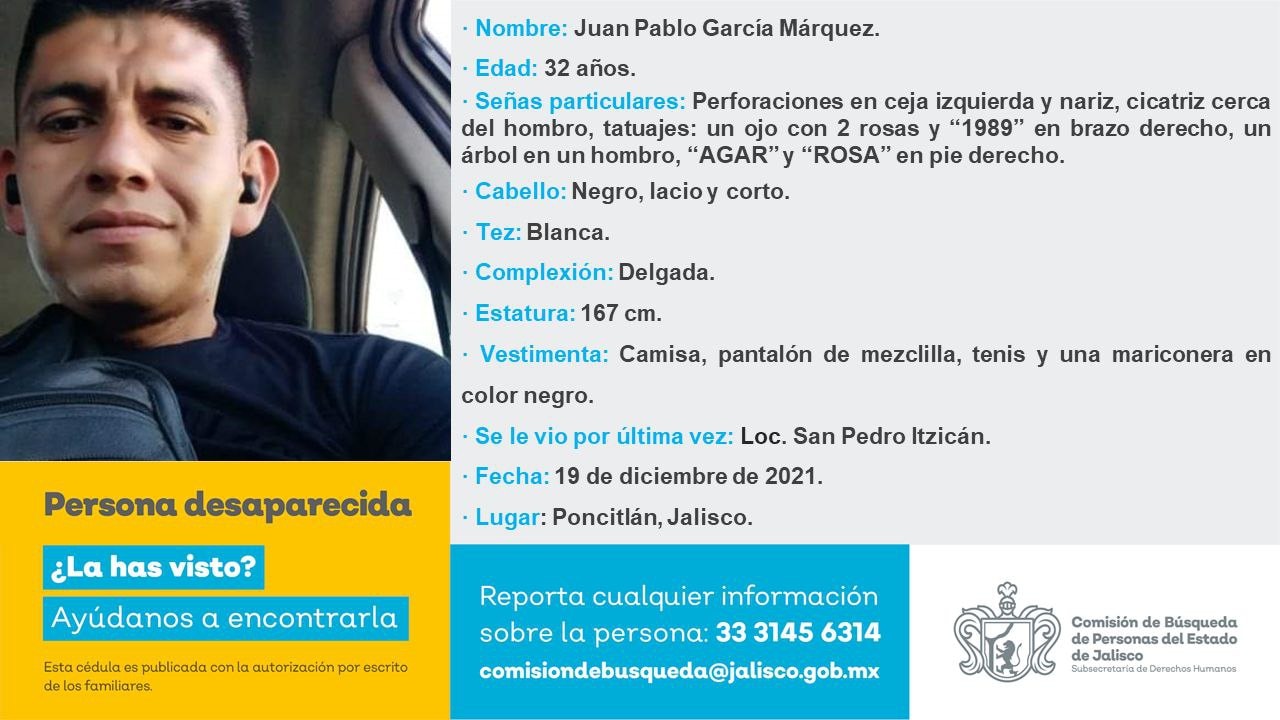 · Nombre: Juan Pablo García Márquez.
· Edad: 32 años.
· Señas particulares: Perforaciones en ceja izquierda y nariz, cicatriz cerca
del hombro, tatuajes: un ojo con 2 rosas y “1989” en brazo derecho, un
árbol en un hombro, “AGAR” y “ROSA” en pie derecho.
· Cabello: Negro, lacio y corto.
· Tez: Blanca.
· Complexión: Delgada.
· Estatura: 167 cm.
· Vestimenta: Camisa, pantalón de mezclilla, tenis y una mariconera en
color negro.
· Se le vio por última vez: Loc. San Pedro Itzicán.
· Fecha: 19 de diciembre de 2021.
· Lugar: Poncitlán, Jalisco.
Persona desaparecida
¿La has visto?
Ayúdanos a encontrarla
Esta cédula es publicada con la autorización por escrito
de los familiares.
Reporta cualquier información
sobre la persona: 33 3145 6314
comisiondebusqueda@jalisco.gob.mx
Comisión de Búsqueda
de Personas del Estado
de Jalisco
Subsecretaría de Derechos Humanos